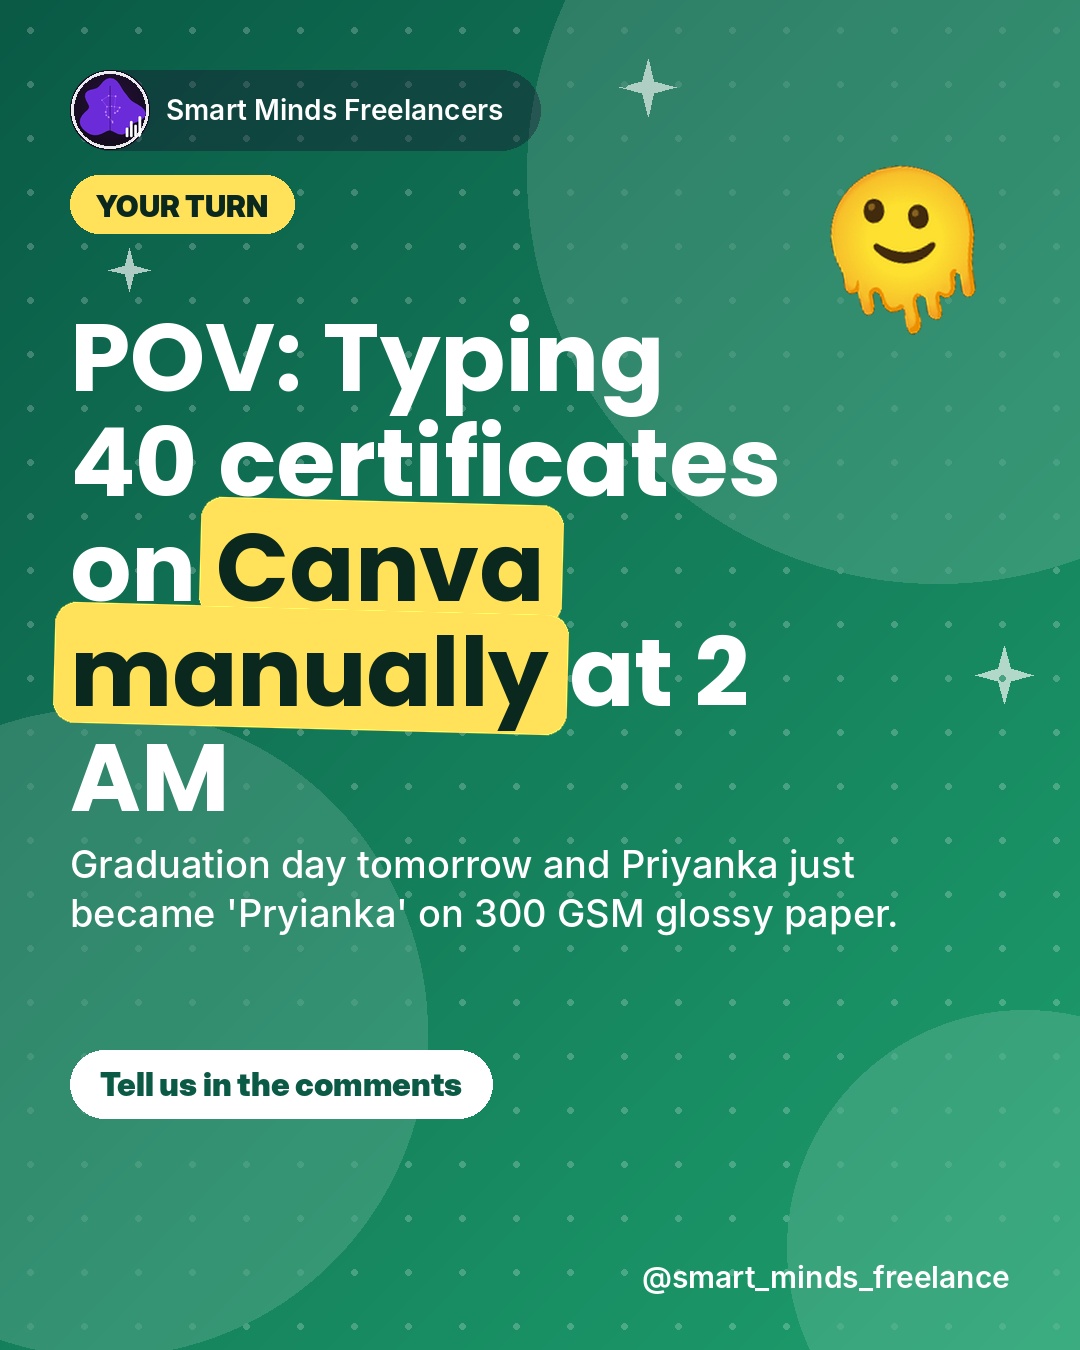 Smart Minds Freelancers
YOUR TURN
POV: Typing
40 certificates
on Canva
manually at 2
AM
Graduation day tomorrow and Priyanka just
became 'Pryianka' on 300 GSM glossy paper.
Tell us in the comments
@smart_minds_freelance